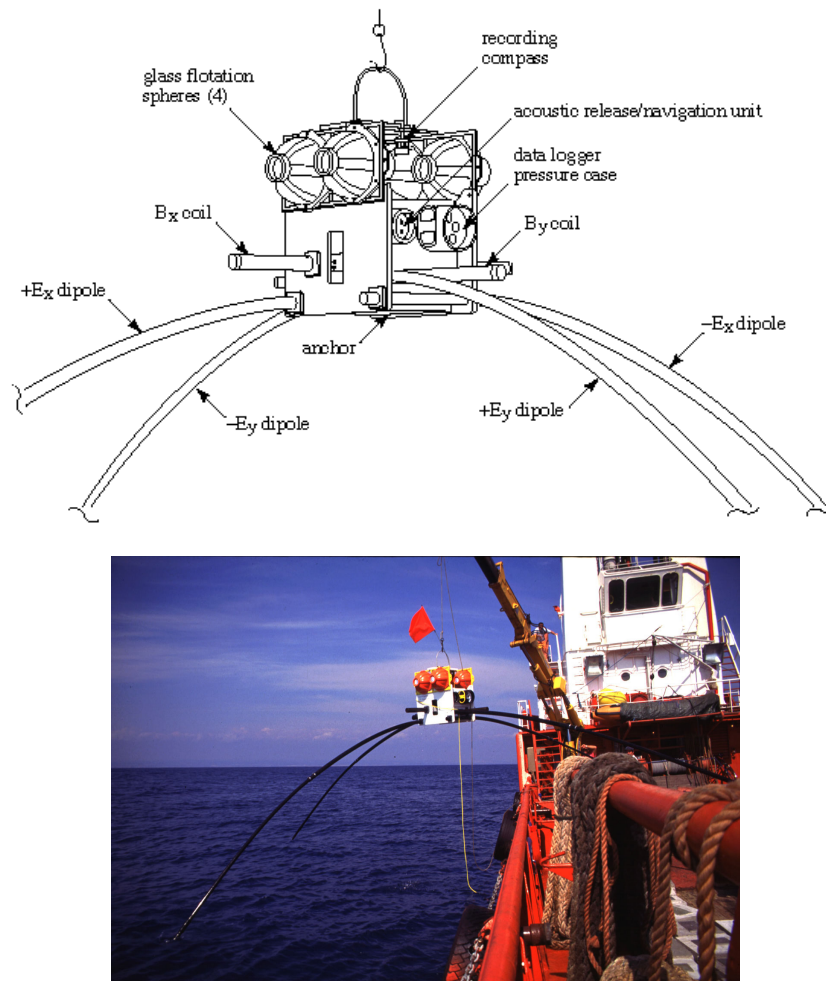 recording
compass
glass flotation
spheres (4)
acoustic release/navigation unit
data logger
pressure case
Bx coil
By coil
+Ex dipole
–Ex dipole
anchor
–Ey dipole
+Ey dipole